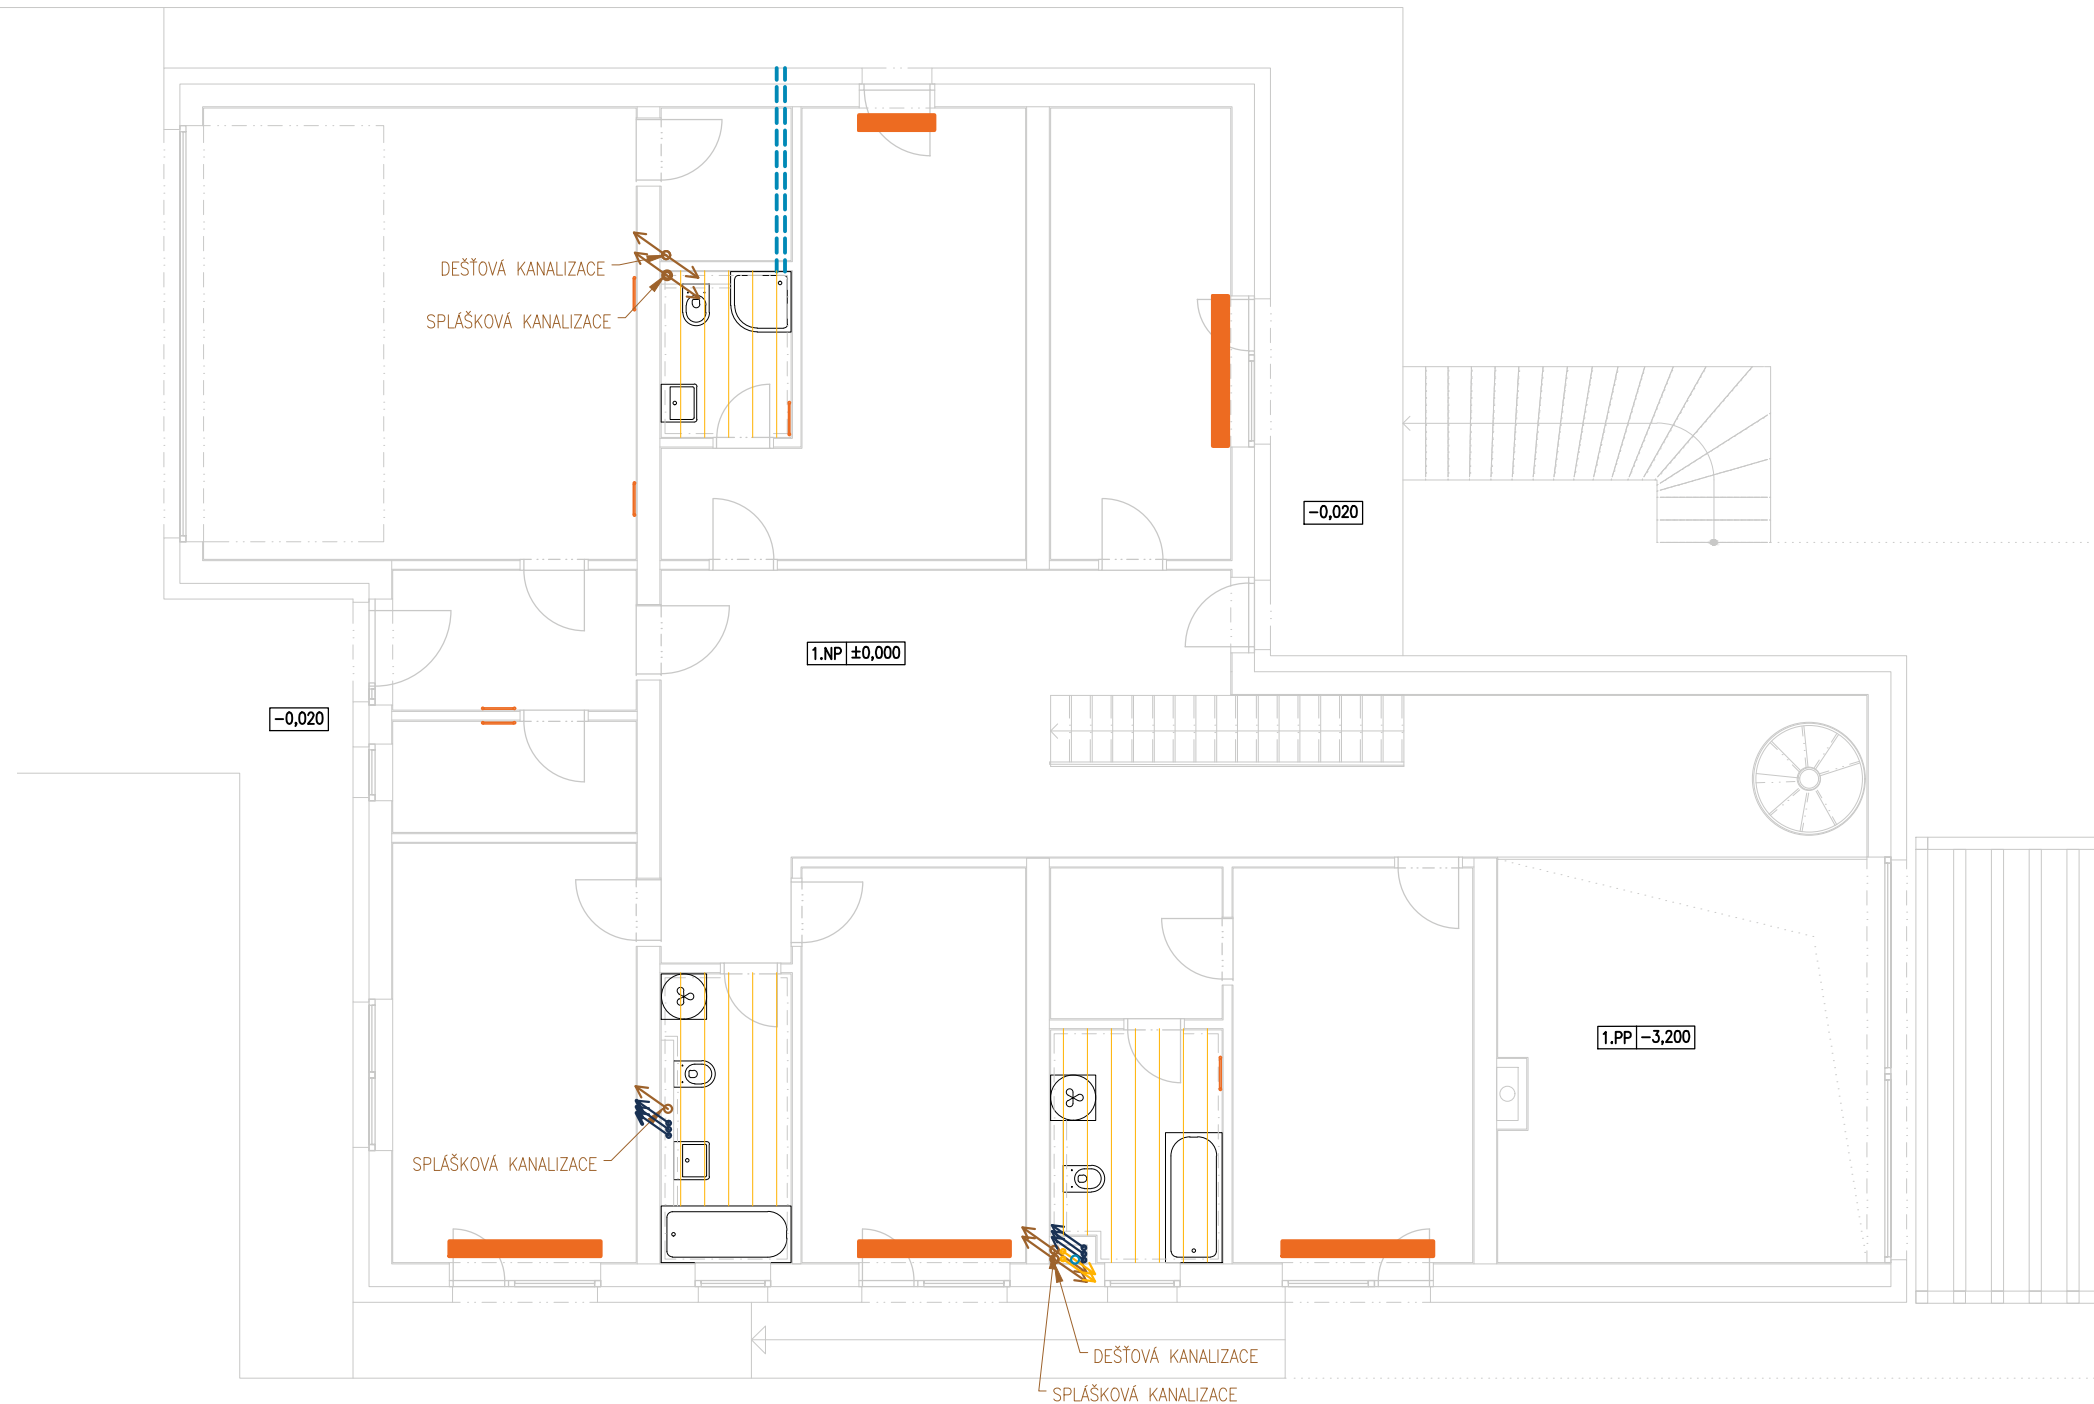 DEŠŤOVÁ KANALIZACE
SPLÁŠKOVÁ KANALIZACE
-0,020
1.NP ±0,000
-0,020
1.PP -3,200
SPLÁŠKOVÁ KANALIZACE
DEŠŤOVÁ KANALIZACE
SPLÁŠKOVÁ KANALIZACE